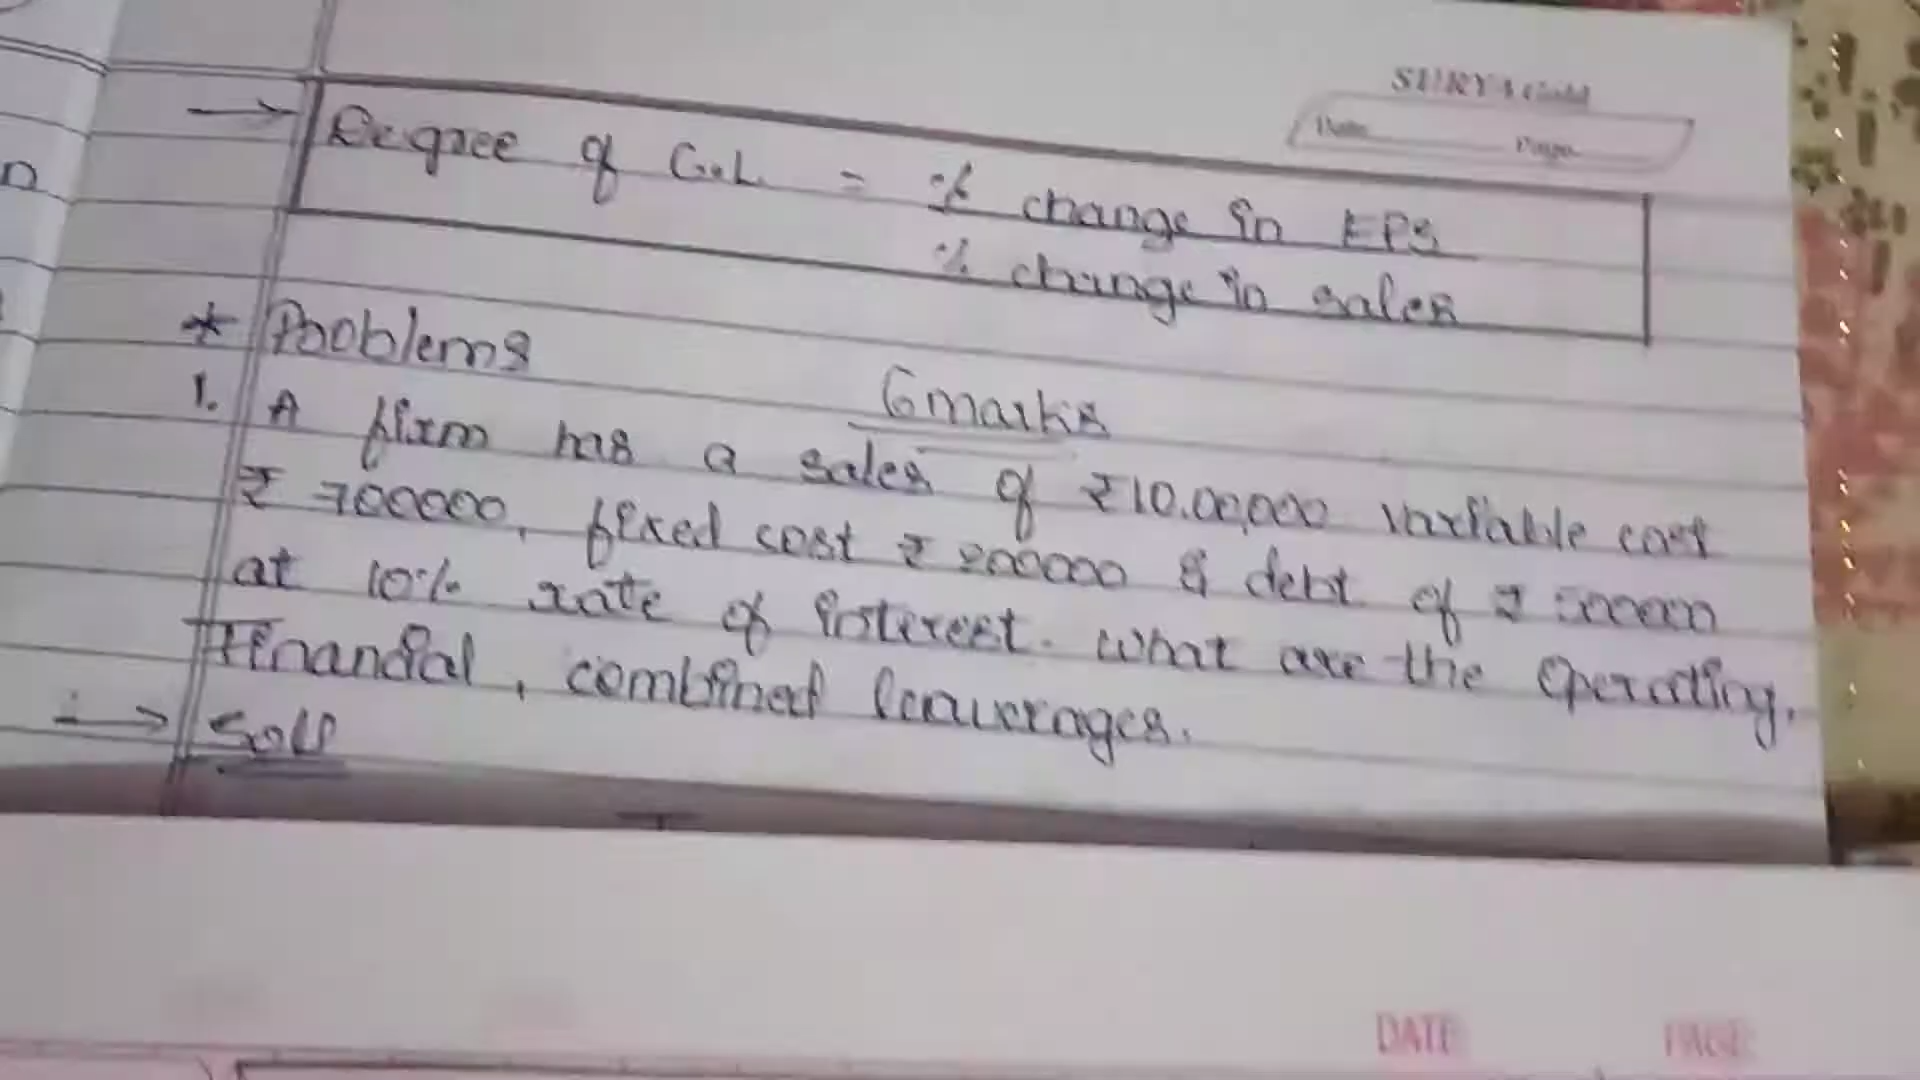 SURYA Gold
Date
Page
→ Degree of C.L. = % change in EPS
% change in sales
* Problems
6marks
1. A firm has a sales of ₹10,00,000 variable cost
₹ 700000, fixed cost ₹ 200000 & debt of ₹ 500000
at 10% rate of interest. What are the Operating,
Financial, combined leaverages.
→ Solⁿ
DATE:
PAGE: